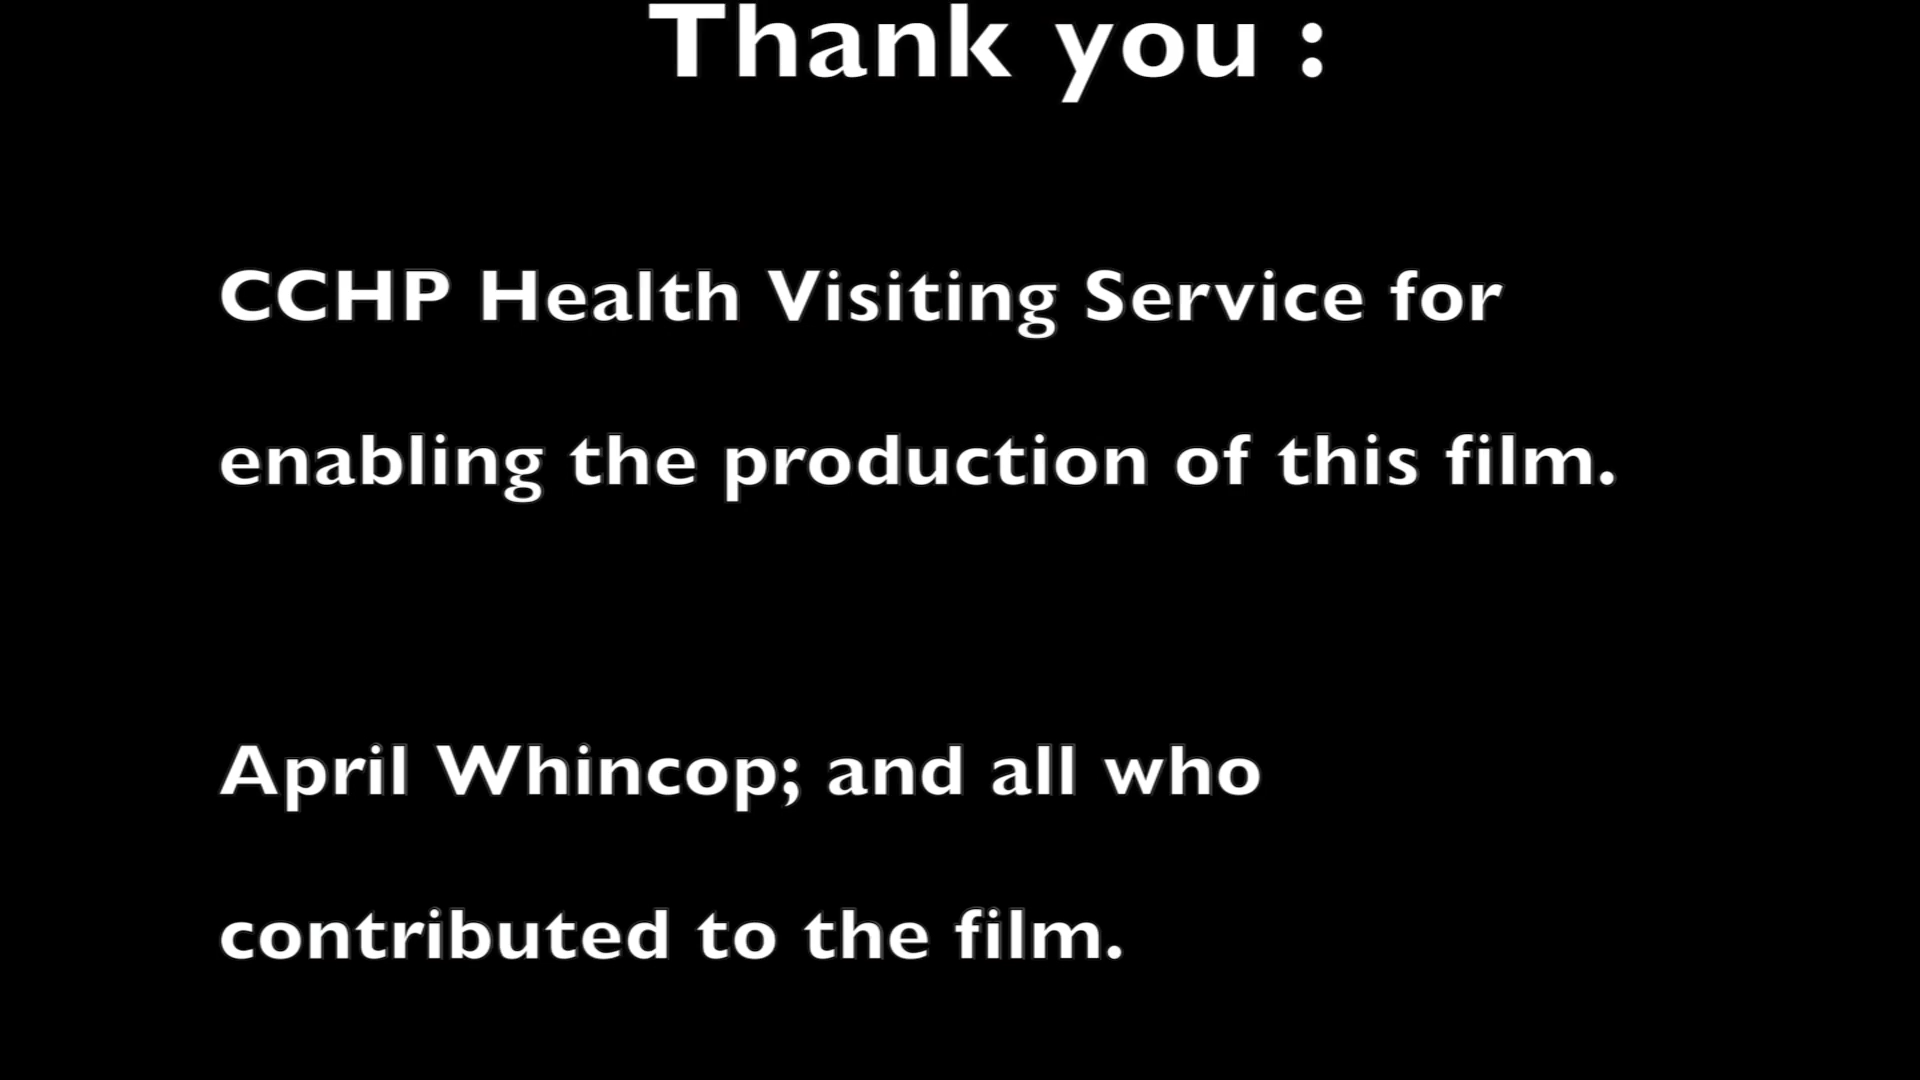 Thank you :
CCHP Health Visiting Service for
enabling the production of this film.
April Whincop; and all who
contributed to the film.